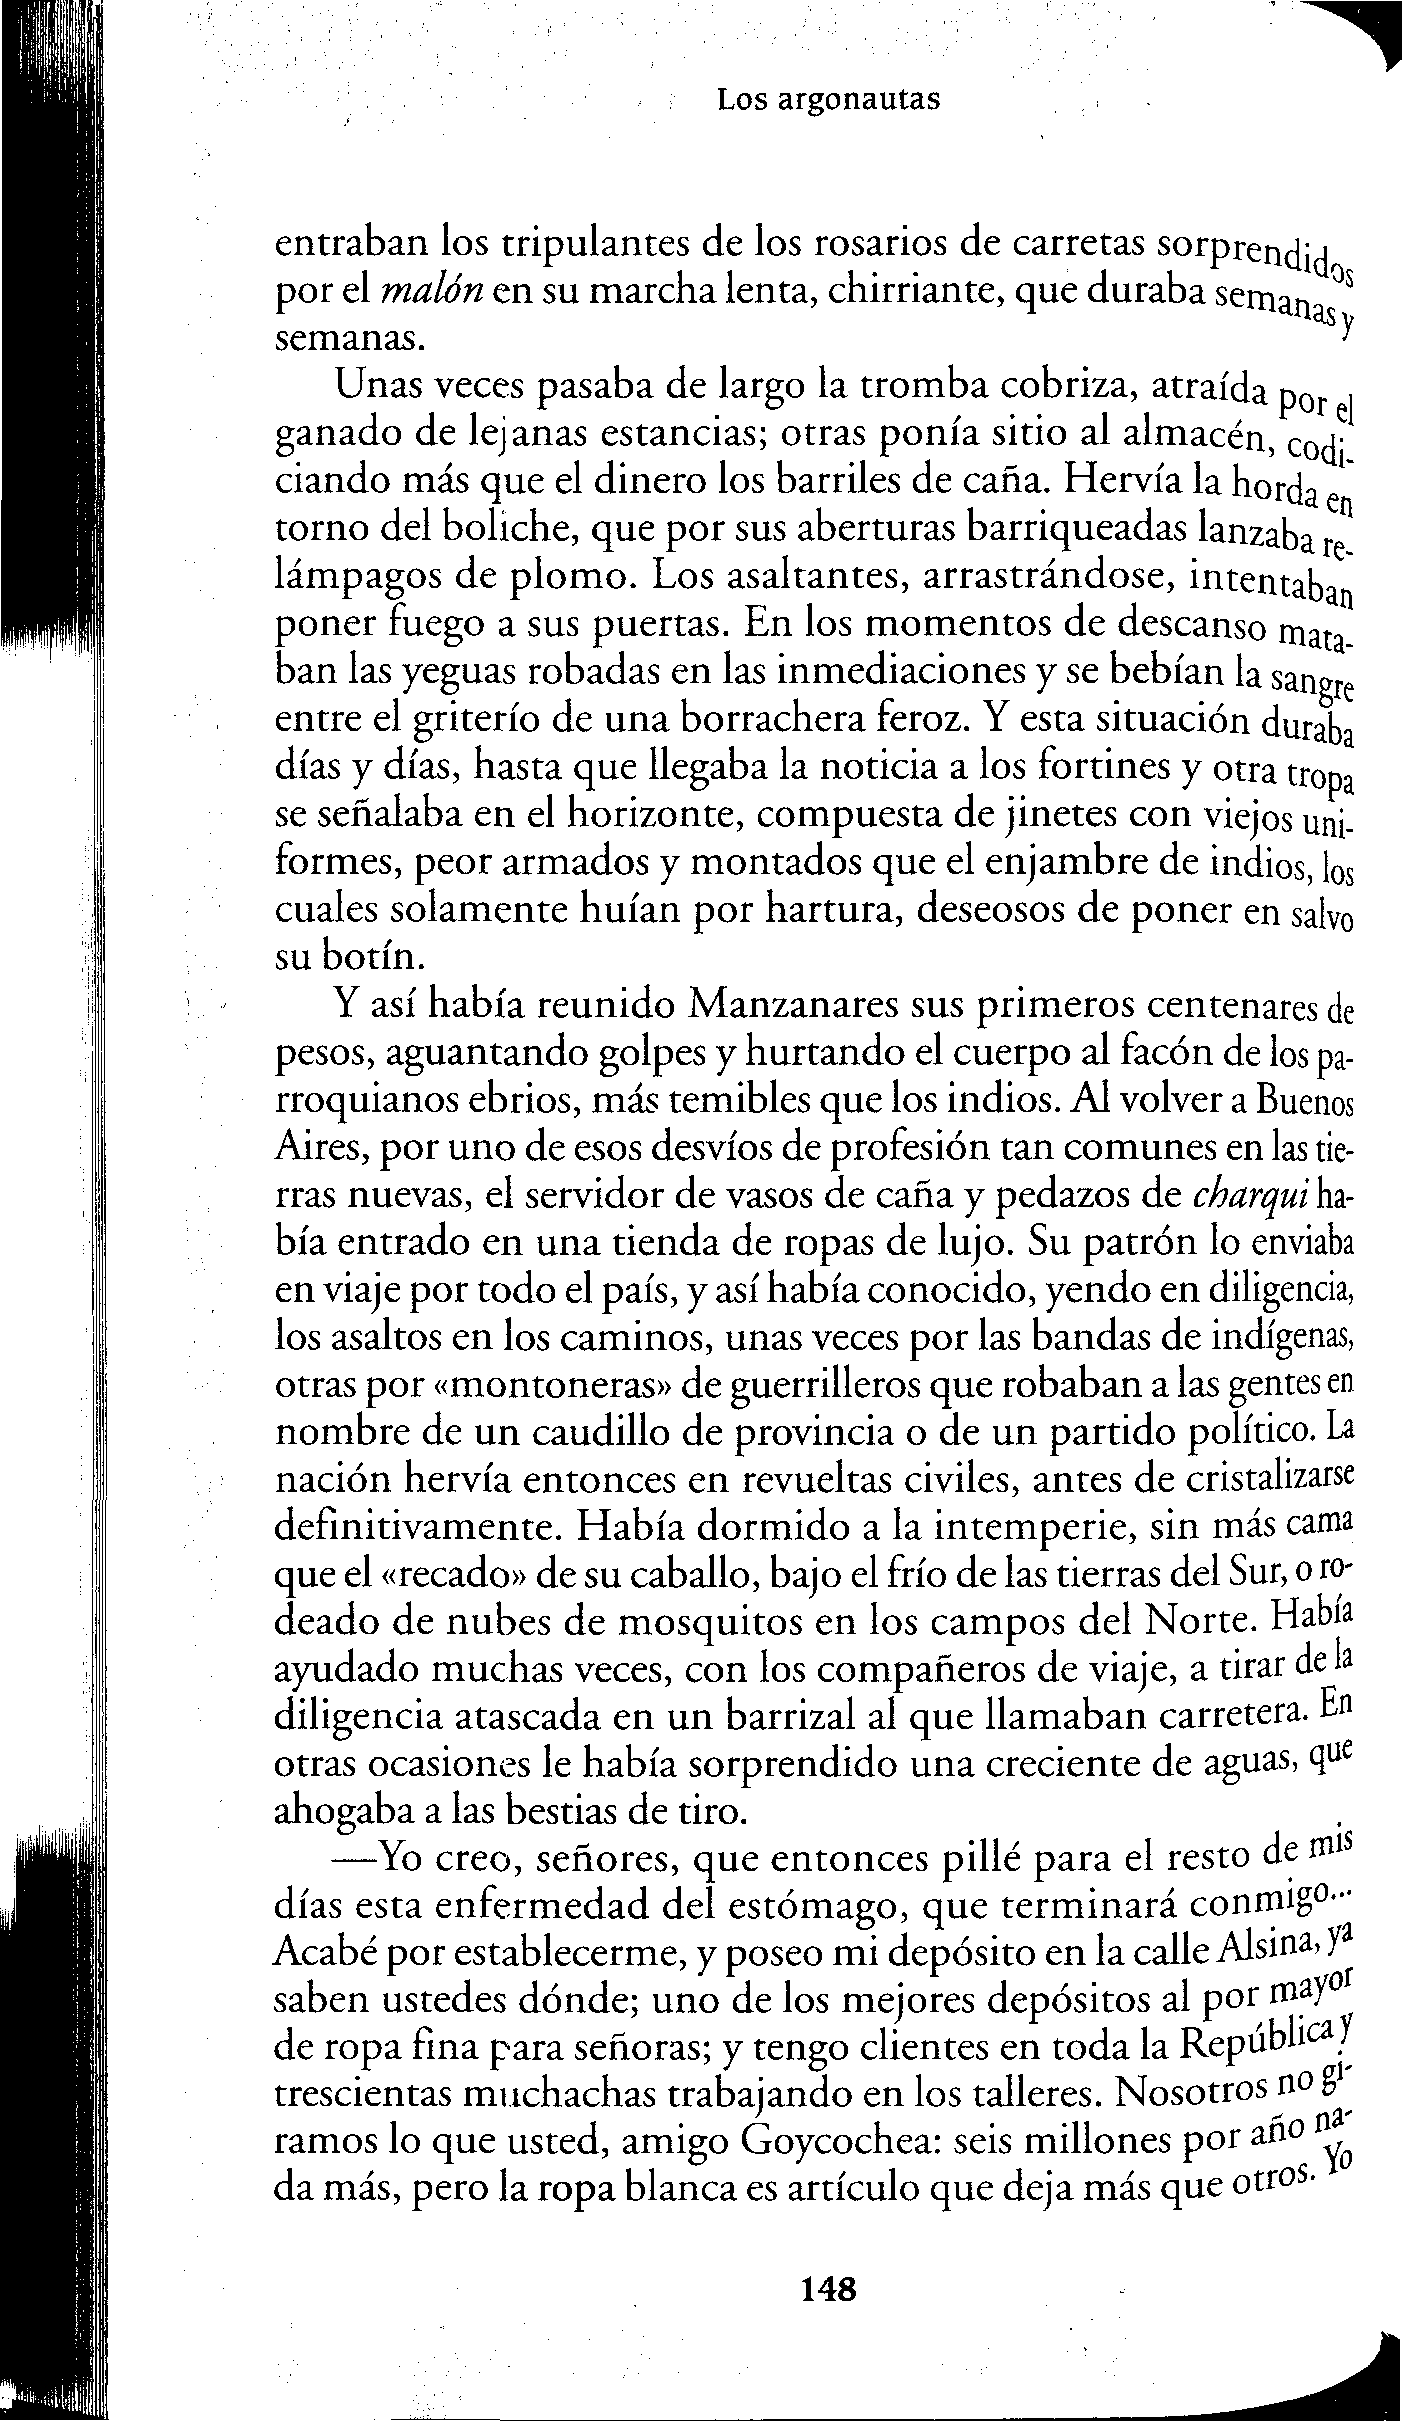 Los argonautas
entraban los tripulantes de los rosarios de carretas sorprendidos
por el malón en su marcha lenta, chirriante, que duraba semanas y
semanas.
Unas veces pasaba de largo la tromba cobriza, atraída por el
ganado de lejanas estancias; otras ponía sitio al almacén, codi-
ciando más que el dinero los barriles de caña. Hervía la horda en
torno del boliche, que por sus aberturas barriqueadas lanzaba re-
lámpagos de plomo. Los asaltantes, arrastrándose, intentaban
poner fuego a sus puertas. En los momentos de descanso mata-
ban las yeguas robadas en las inmediaciones y se bebían la sangre
entre el griterío de una borrachera feroz. Y esta situación duraba
días y días, hasta que llegaba la noticia a los fortines y otra tropa
se señalaba en el horizonte, compuesta de jinetes con viejos uni-
formes, peor armados y montados que el enjambre de indios, los
cuales solamente huían por hartura, deseosos de poner en salvo
su botín.
Y así había reunido Manzanares sus primeros centenares de
pesos, aguantando golpes y hurtando el cuerpo al facón de los pa-
rroquianos ebrios, más temibles que los indios. Al volver a Buenos
Aires, por uno de esos desvíos de profesión tan comunes en las tie-
rras nuevas, el servidor de vasos de caña y pedazos de charqui ha-
bía entrado en una tienda de ropas de lujo. Su patrón lo enviaba
en viaje por todo el país, y así había conocido, yendo en diligencia,
los asaltos en los caminos, unas veces por las bandas de indígenas,
otras por «montoneras» de guerrilleros que robaban a las gentes en
nombre de un caudillo de provincia o de un partido político. La
nación hervía entonces en revueltas civiles, antes de cristalizarse
definitivamente. Había dormido a la intemperie, sin más cama
que el «recado» de su caballo, bajo el frío de las tierras del Sur, o ro-
deado de nubes de mosquitos en los campos del Norte. Había
ayudado muchas veces, con los compañeros de viaje, a tirar de la
diligencia atascada en un barrizal al que llamaban carretera. En
otras ocasiones le había sorprendido una creciente de aguas, que
ahogaba a las bestias de tiro.
—Yo creo, señores, que entonces pillé para el resto de mis
días esta enfermedad del estómago, que terminará conmigo...
Acabé por establecerme, y poseo mi depósito en la calle Alsina, ya
saben ustedes dónde; uno de los mejores depósitos al por mayor
de ropa fina para señoras; y tengo clientes en toda la República y
trescientas muchachas trabajando en los talleres. Nosotros no gi-
ramos lo que usted, amigo Goycochea: seis millones por año na-
da más, pero la ropa blanca es artículo que deja más que otros. Yo
148